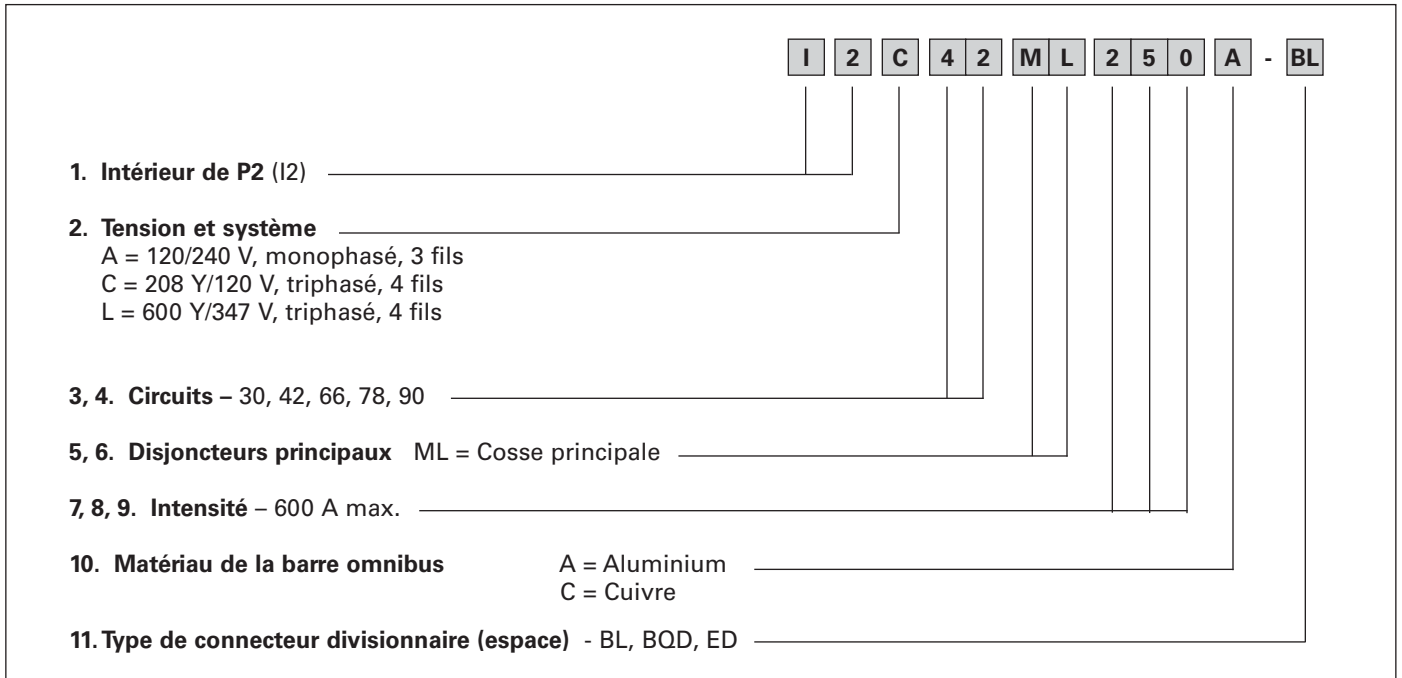 I 2 C 4 2 M L 2 5 0 A - BL
1. Intérieur de P2 (I2)
2. Tension et système
A = 120/240 V, monophasé, 3 fils
C = 208 Y/120 V, triphasé, 4 fils
L = 600 Y/347 V, triphasé, 4 fils
3, 4. Circuits – 30, 42, 66, 78, 90
5, 6. Disjoncteurs principaux ML = Cosse principale
7, 8, 9. Intensité – 600 A max.
10. Matériau de la barre omnibus A = Aluminium
C = Cuivre
11. Type de connecteur divisionnaire (espace) - BL, BQD, ED